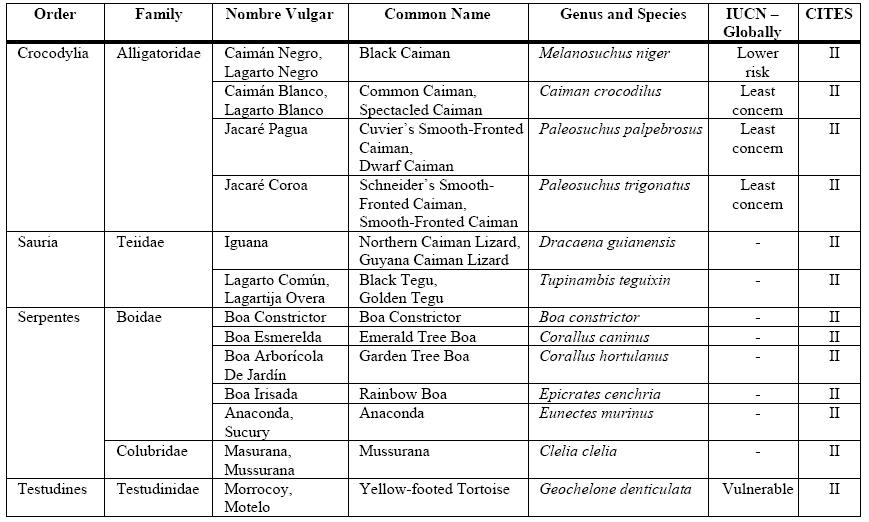 Order Family Nombre Vulgar Common Name Genus and Species IUCN – Globally CITES
Crocodylia Alligatoridae Caimán Negro, Lagarto Negro Black Caiman Melanosuchus niger Lower risk II
Caimán Blanco, Lagarto Blanco Common Caiman, Spectacled Caiman Caiman crocodilus Least concern II
Jacaré Pagua Cuvier's Smooth-Fronted Caiman, Dwarf Caiman Paleosuchus palpebrosus Least concern II
Jacaré Coroa Schneider's Smooth-Fronted Caiman, Smooth-Fronted Caiman Paleosuchus trigonatus Least concern II
Sauria Teiidae Iguana Northern Caiman Lizard, Guyana Caiman Lizard Dracaena guianensis - II
Lagarto Común, Lagartija Overa Black Tegu, Golden Tegu Tupinambis teguixin - II
Serpentes Boidae Boa Constrictor Boa Constrictor Boa constrictor - II
Boa Esmerelda Emerald Tree Boa Corallus caninus - II
Boa Arborícola De Jardín Garden Tree Boa Corallus hortulanus - II
Boa Irisada Rainbow Boa Epicrates cenchria - II
Anaconda, Sucury Anaconda Eunectes murinus - II
Colubridae Masurana, Mussurana Mussurana Clelia clelia - II
Testudines Testudinidae Morrocoy, Motelo Yellow-footed Tortoise Geochelone denticulata Vulnerable II